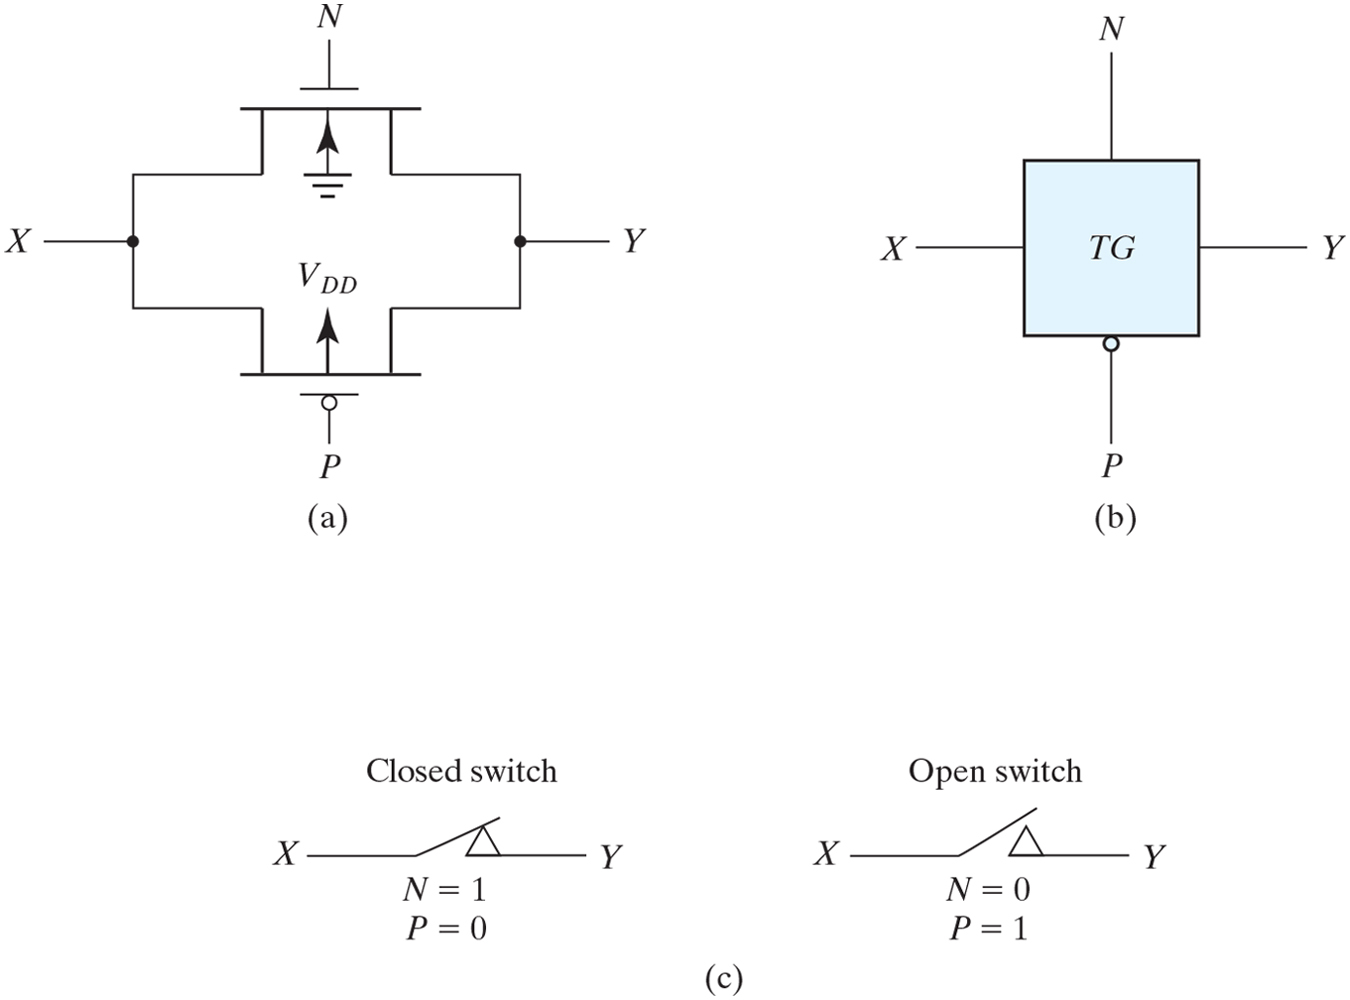 N
X
Y
V_DD
P
(a)
N
X
TG
Y
P
(b)
Closed switch
X
Y
N = 1
P = 0
Open switch
X
Y
N = 0
P = 1
(c)